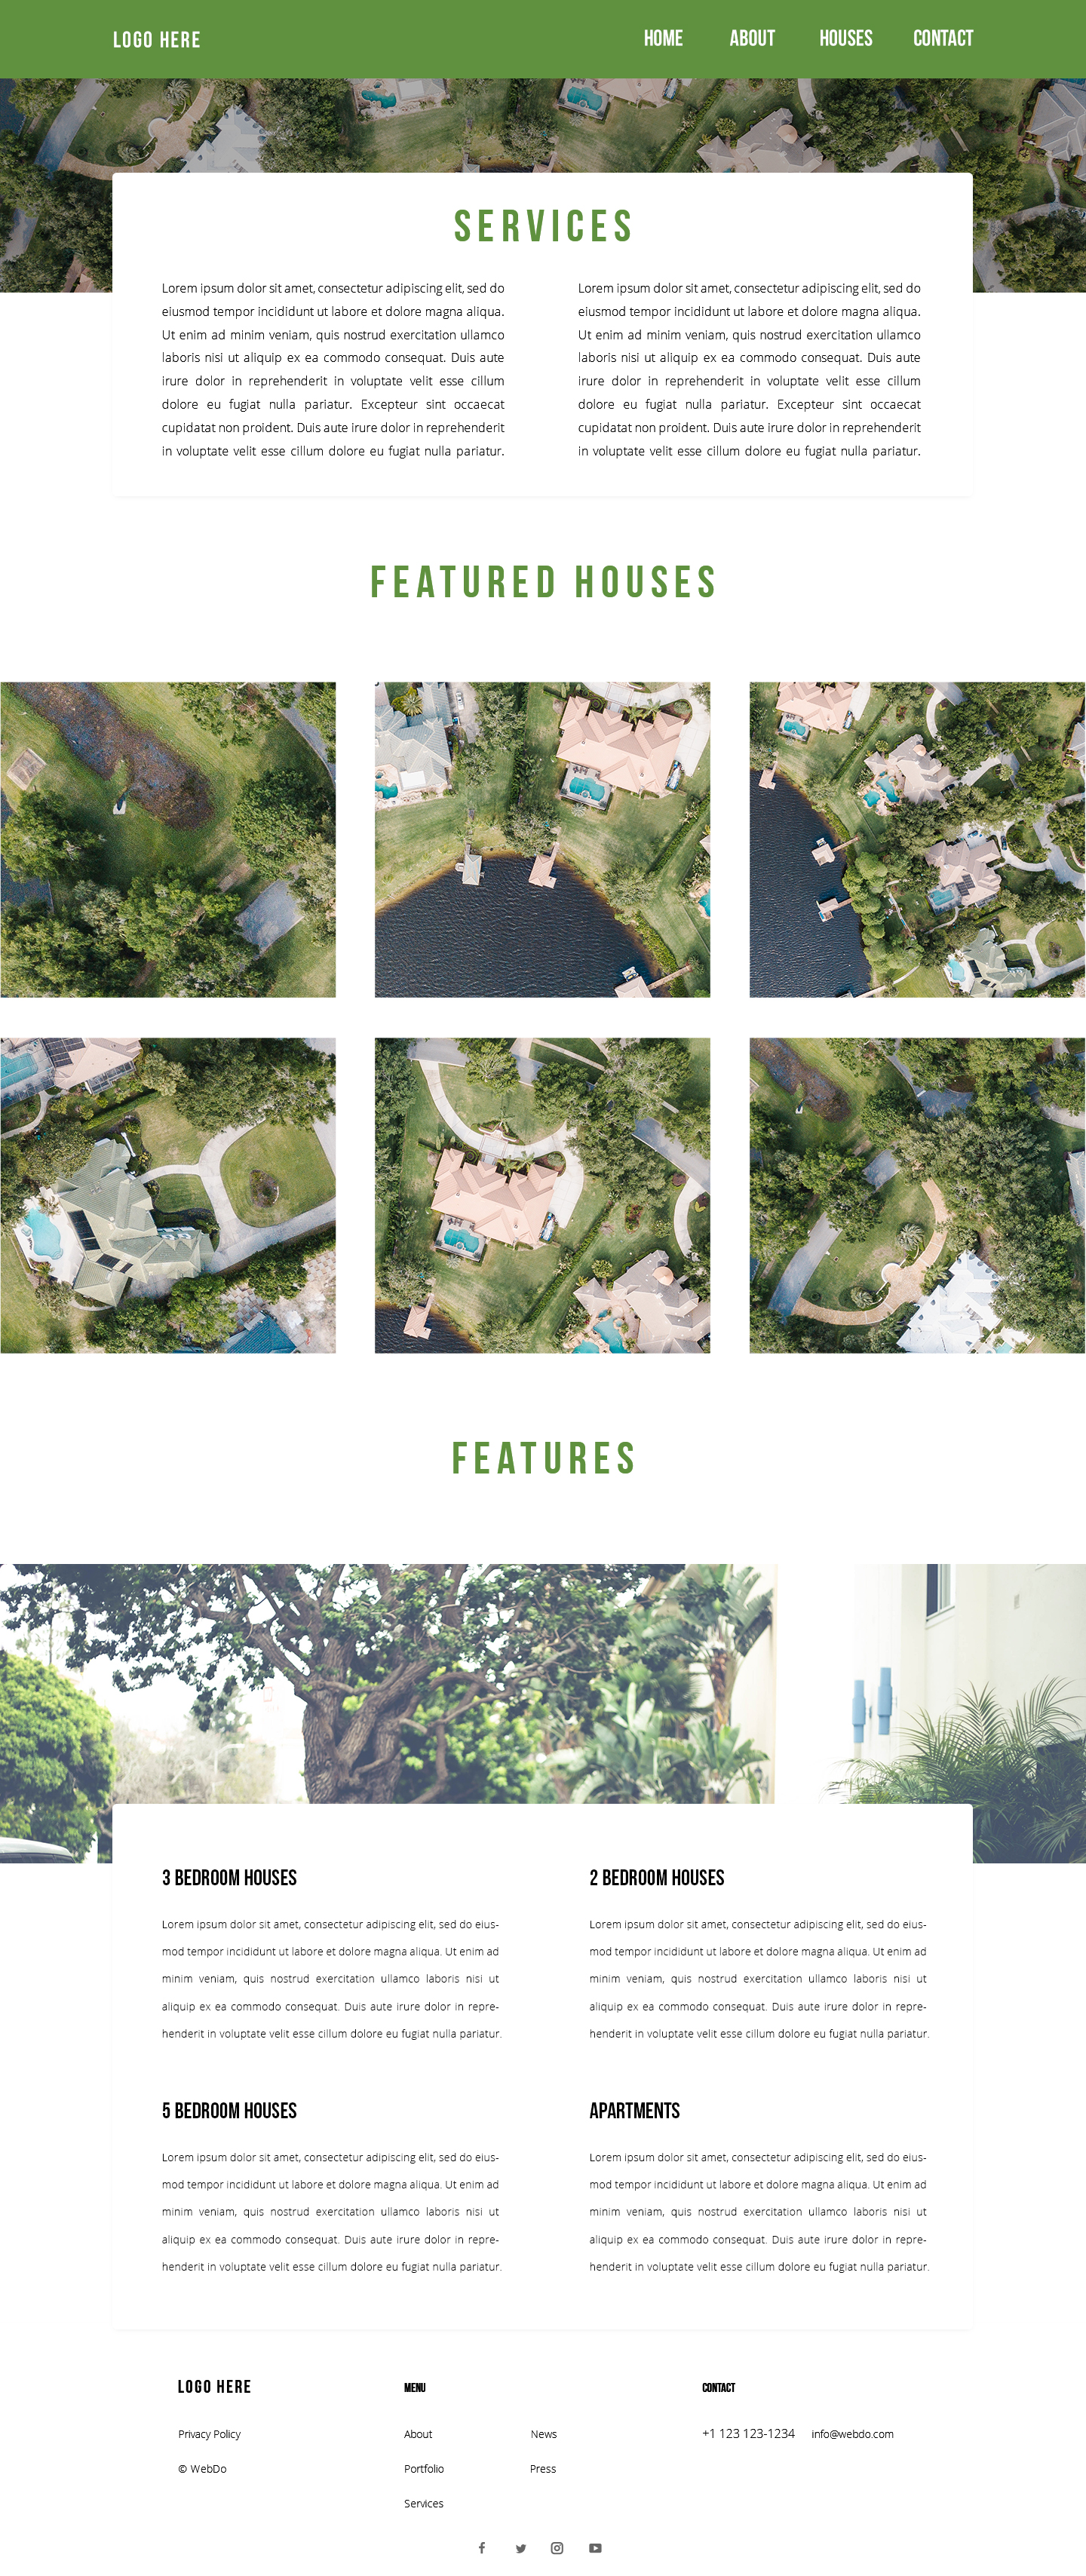 LOGO HERE
HOME ABOUT HOUSES CONTACT
SERVICES
Lorem ipsum dolor sit amet, consectetur adipiscing elit, sed do
eiusmod tempor incididunt ut labore et dolore magna aliqua.
Ut enim ad minim veniam, quis nostrud exercitation ullamco
laboris nisi ut aliquip ex ea commodo consequat. Duis aute
irure dolor in reprehenderit in voluptate velit esse cillum
dolore eu fugiat nulla pariatur. Excepteur sint occaecat
cupidatat non proident. Duis aute irure dolor in reprehenderit
in voluptate velit esse cillum dolore eu fugiat nulla pariatur.
Lorem ipsum dolor sit amet, consectetur adipiscing elit, sed do
eiusmod tempor incididunt ut labore et dolore magna aliqua.
Ut enim ad minim veniam, quis nostrud exercitation ullamco
laboris nisi ut aliquip ex ea commodo consequat. Duis aute
irure dolor in reprehenderit in voluptate velit esse cillum
dolore eu fugiat nulla pariatur. Excepteur sint occaecat
cupidatat non proident. Duis aute irure dolor in reprehenderit
in voluptate velit esse cillum dolore eu fugiat nulla pariatur.
FEATURED HOUSES
FEATURES
3 BEDROOM HOUSES
Lorem ipsum dolor sit amet, consectetur adipiscing elit, sed do eius-
mod tempor incididunt ut labore et dolore magna aliqua. Ut enim ad
minim veniam, quis nostrud exercitation ullamco laboris nisi ut
aliquip ex ea commodo consequat. Duis aute irure dolor in repre-
henderit in voluptate velit esse cillum dolore eu fugiat nulla pariatur.
2 BEDROOM HOUSES
Lorem ipsum dolor sit amet, consectetur adipiscing elit, sed do eius-
mod tempor incididunt ut labore et dolore magna aliqua. Ut enim ad
minim veniam, quis nostrud exercitation ullamco laboris nisi ut
aliquip ex ea commodo consequat. Duis aute irure dolor in repre-
henderit in voluptate velit esse cillum dolore eu fugiat nulla pariatur.
5 BEDROOM HOUSES
Lorem ipsum dolor sit amet, consectetur adipiscing elit, sed do eius-
mod tempor incididunt ut labore et dolore magna aliqua. Ut enim ad
minim veniam, quis nostrud exercitation ullamco laboris nisi ut
aliquip ex ea commodo consequat. Duis aute irure dolor in repre-
henderit in voluptate velit esse cillum dolore eu fugiat nulla pariatur.
APARTMENTS
Lorem ipsum dolor sit amet, consectetur adipiscing elit, sed do eius-
mod tempor incididunt ut labore et dolore magna aliqua. Ut enim ad
minim veniam, quis nostrud exercitation ullamco laboris nisi ut
aliquip ex ea commodo consequat. Duis aute irure dolor in repre-
henderit in voluptate velit esse cillum dolore eu fugiat nulla pariatur.
LOGO HERE
Privacy Policy
© WebDo
MENU
About News
Portfolio Press
Services
CONTACT
+1 123 123-1234 info@webdo.com